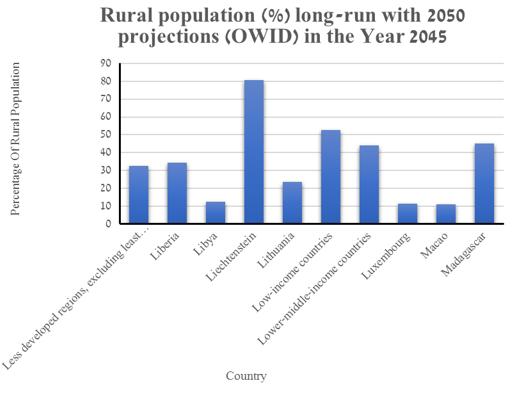 Rural population (%) long-run with 2050
projections (OWID) in the Year 2045
Percentage Of Rural Population
90
80
70
60
50
40
30
20
10
0
Less developed regions, excluding least…
Liberia
Libya
Liechtenstein
Lithuania
Low-income countries
Lower-middle-income countries
Luxembourg
Macao
Madagascar
Country